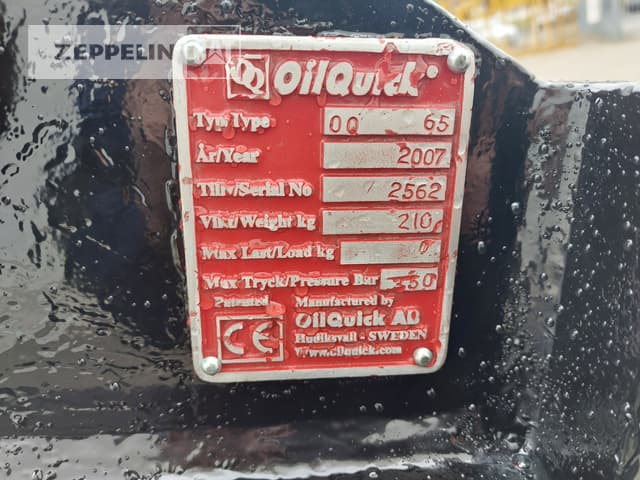 ZEPPELIN
OilQuick
Typ/Type OQ 65
År/Year 2007
Tillv/Serial No 2562
Vikt/Weight kg 210
Max Last/Load kg
Max Tryck/Pressure Bar
Patented Manufactured by
OilQuick AB
CE Hudiksvall - SWEDEN
www.oilquick.com